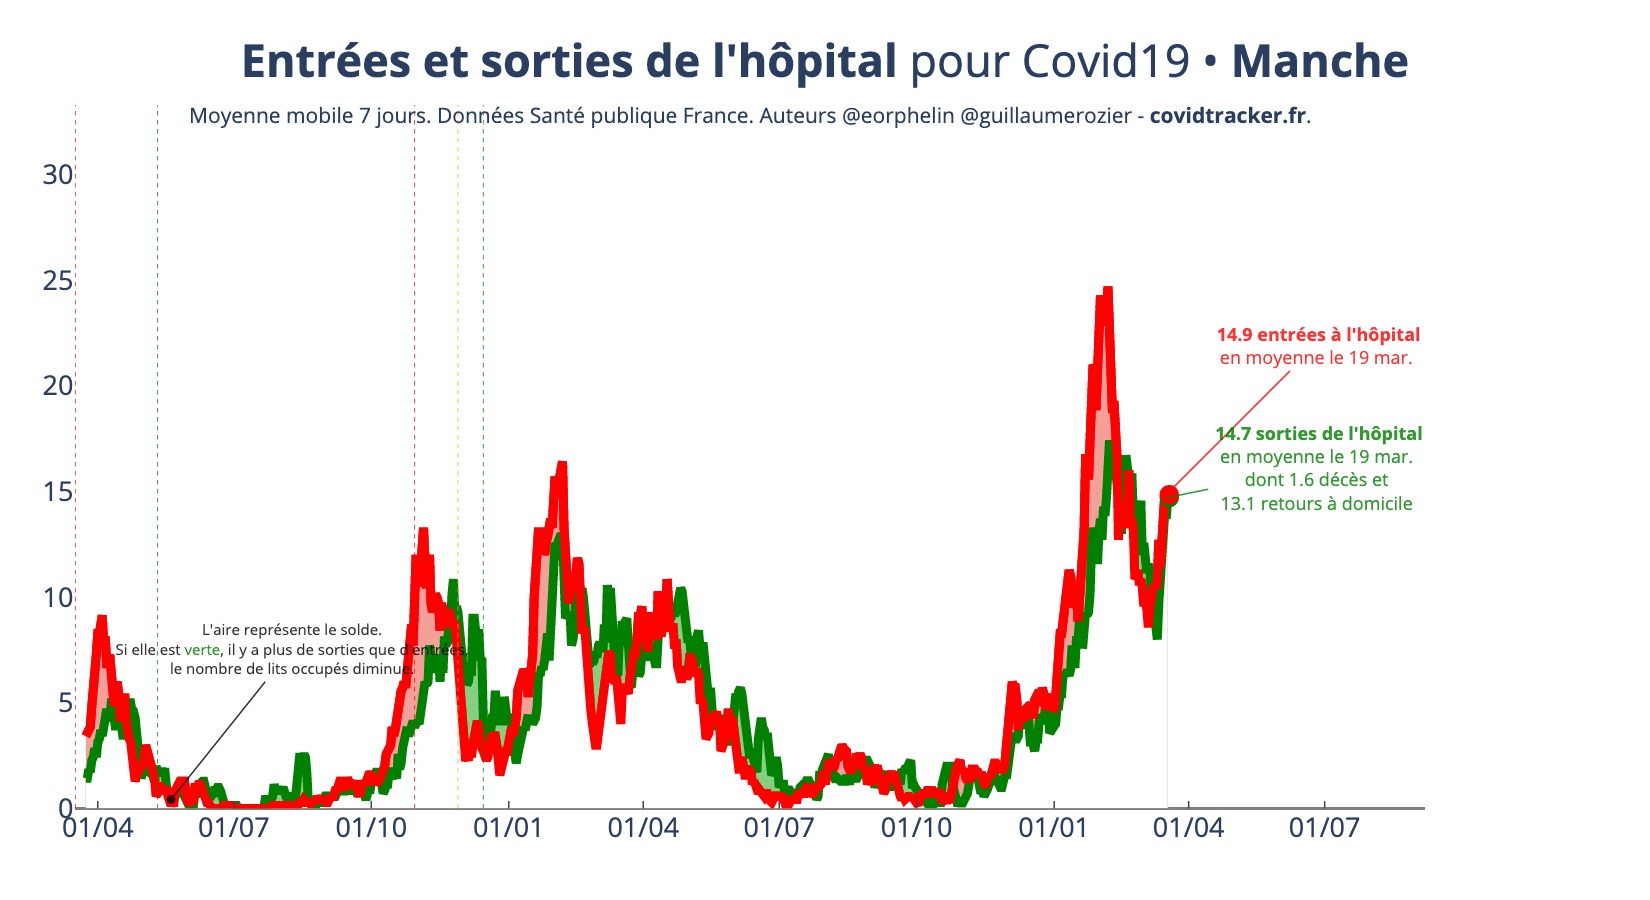 Entrées et sorties de l'hôpital pour Covid19 • Manche
Moyenne mobile 7 jours. Données Santé publique France. Auteurs @eorphelin @guillaumerozier - covidtracker.fr.
30
25
20
15
10
5
0
14.9 entrées à l'hôpital
en moyenne le 19 mar.
14.7 sorties de l'hôpital
en moyenne le 19 mar.
dont 1.6 décès et
13.1 retours à domicile
L'aire représente le solde.
Si elle est verte, il y a plus de sorties que d'entrées,
le nombre de lits occupés diminue.
01/04 01/07 01/10 01/01 01/04 01/07 01/10 01/01 01/04 01/07